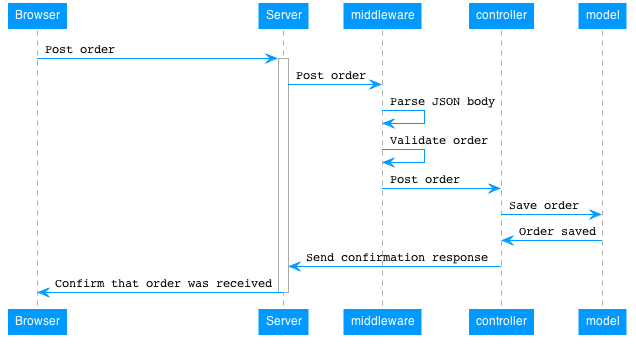 Browser Server middleware controller model
Post order
Post order
Parse JSON body
Validate order
Post order
Save order
Order saved
Send confirmation response
Confirm that order was received
Browser Server middleware controller model